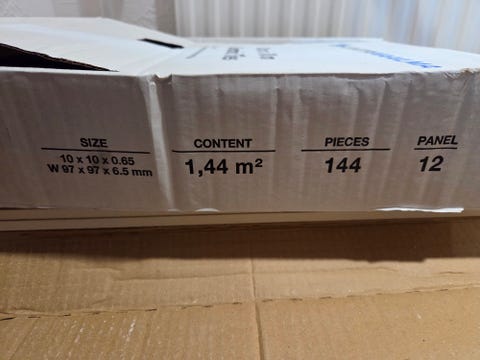 SIZE
10 x 10 x 0.65
W 97 x 97 x 6.5 mm
CONTENT
1,44 m²
PIECES
144
PANEL
12